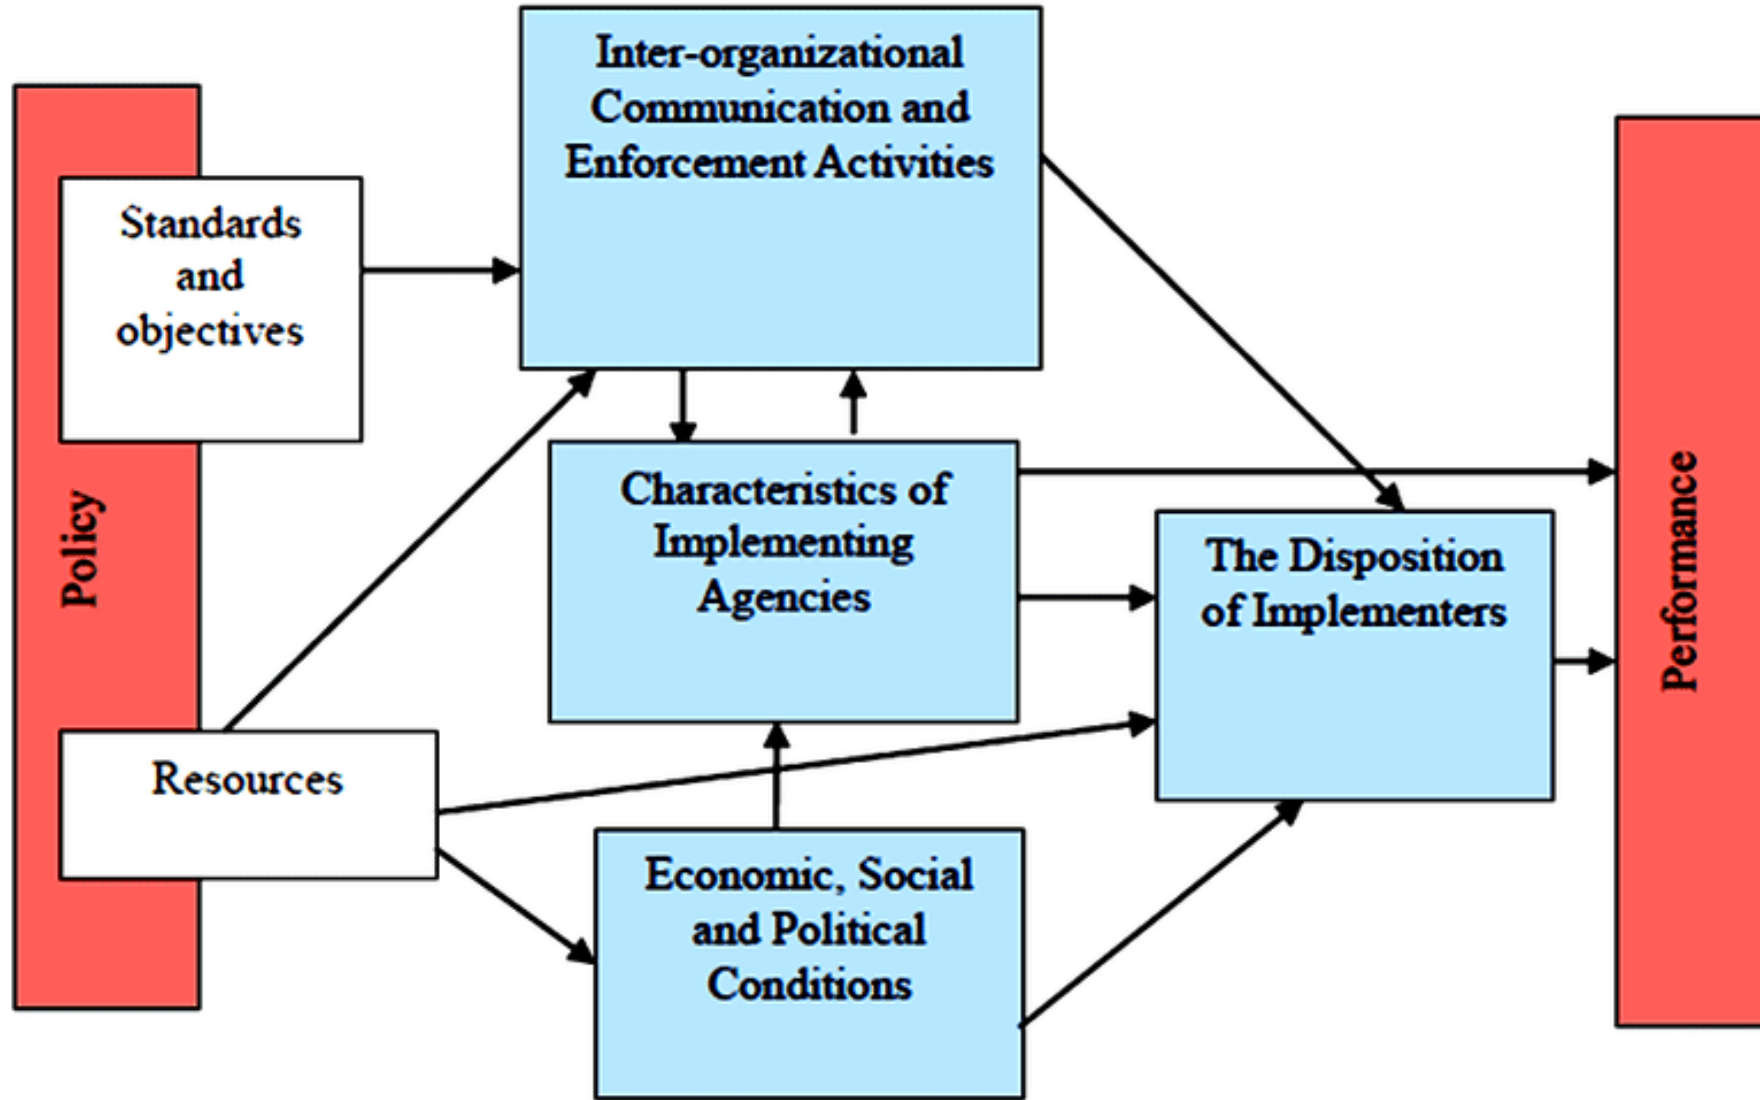 Inter-organizational
Communication and
Enforcement Activities
Standards
and
objectives
Policy
Characteristics of
Implementing
Agencies
The Disposition
of Implementers
Performance
Resources
Economic, Social
and Political
Conditions